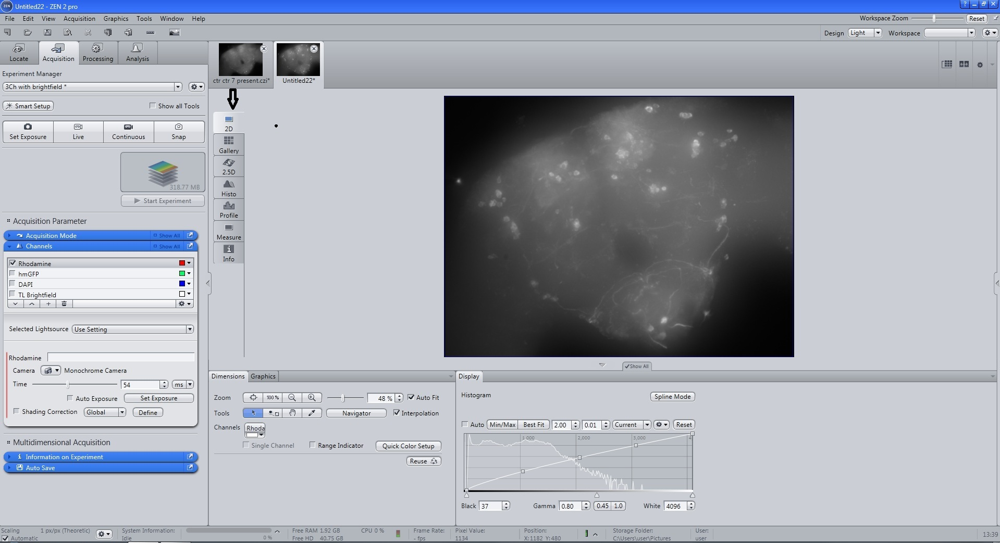 ZEN Untitled22 - ZEN 2 pro ?
File Edit View Acquisition Graphics Tools Window Help Workspace Zoom Reset
Design Light Workspace
Locate Acquisition Processing Analysis
ctr ctr 7 present.czi* Untitled22*
Experiment Manager
3Ch with brightfield *
Smart Setup Show all Tools
Set Exposure Live Continuous Snap
318.77 MB
Start Experiment
2D
Gallery
2.5D
Histo
Profile
Measure
i
Info
Acquisition Parameter
Acquisition Mode Show All
Channels Show All
Rhodamine
hmGFP
DAPI
TL Brightfield
Selected Lightsource Use Setting
Rhodamine
Camera Monochrome Camera
Time 54 ms
Auto Exposure Set Exposure
Shading Correction Global Define
Multidimensional Acquisition
i Information on Experiment
Auto Save
Show All
Dimensions Graphics
Zoom 100% 48 % Auto Fit
Tools Navigator Interpolation
Channels Rhoda
Single Channel Range Indicator Quick Color Setup
Reuse
Display
Histogram Spline Mode
Auto Min/Max Best Fit 2.00 0.01 Current Reset
1 000 2,000 3,000 4
Black 37 Gamma 0.80 0.45 1.0 White 4096
Scaling 1 px/px (Theoretic) System Information: Free RAM 1.92 GB CPU 0 % Frame Rate: Pixel Value: Position: Storage Folder: User:
Automatic Idle 0 % Free HD 40.75 GB - fps 1134 X:1182 Y:480 C:\Users\user\Pictures user
13:39